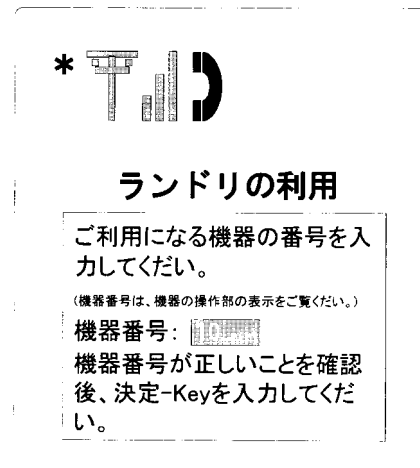 *
ランドリの利用
ご利用になる機器の番号を入
力してくだい。
(機器番号は、機器の操作部の表示をご覧くだい。)
機器番号:
機器番号が正しいことを確認
後、決定-Keyを入力してくだ
い。